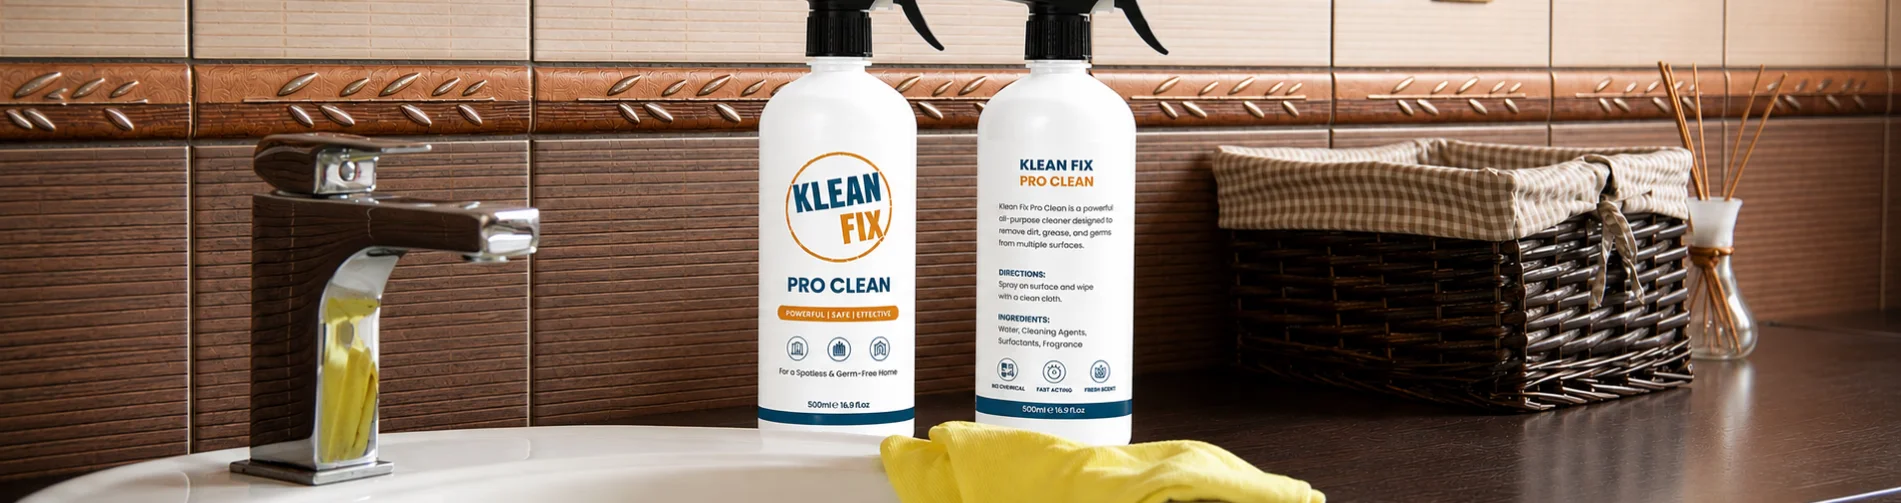 KLEAN
FIX
PRO CLEAN
POWERFUL | SAFE | EFFECTIVE
For a Spotless & Germ-Free Home
500ml ℮ 16.9 fl.oz
KLEAN FIX
PRO CLEAN
Klean Fix Pro Clean is a powerful
all-purpose cleaner designed to
remove dirt, grease, and germs
from multiple surfaces.
DIRECTIONS:
Spray on surface and wipe
with a clean cloth.
INGREDIENTS:
Water, Cleaning Agents,
Surfactants, Fragrance
CHEMICAL
FAST ACTING
FRESH SCENT
500ml ℮ 16.9 fl.oz